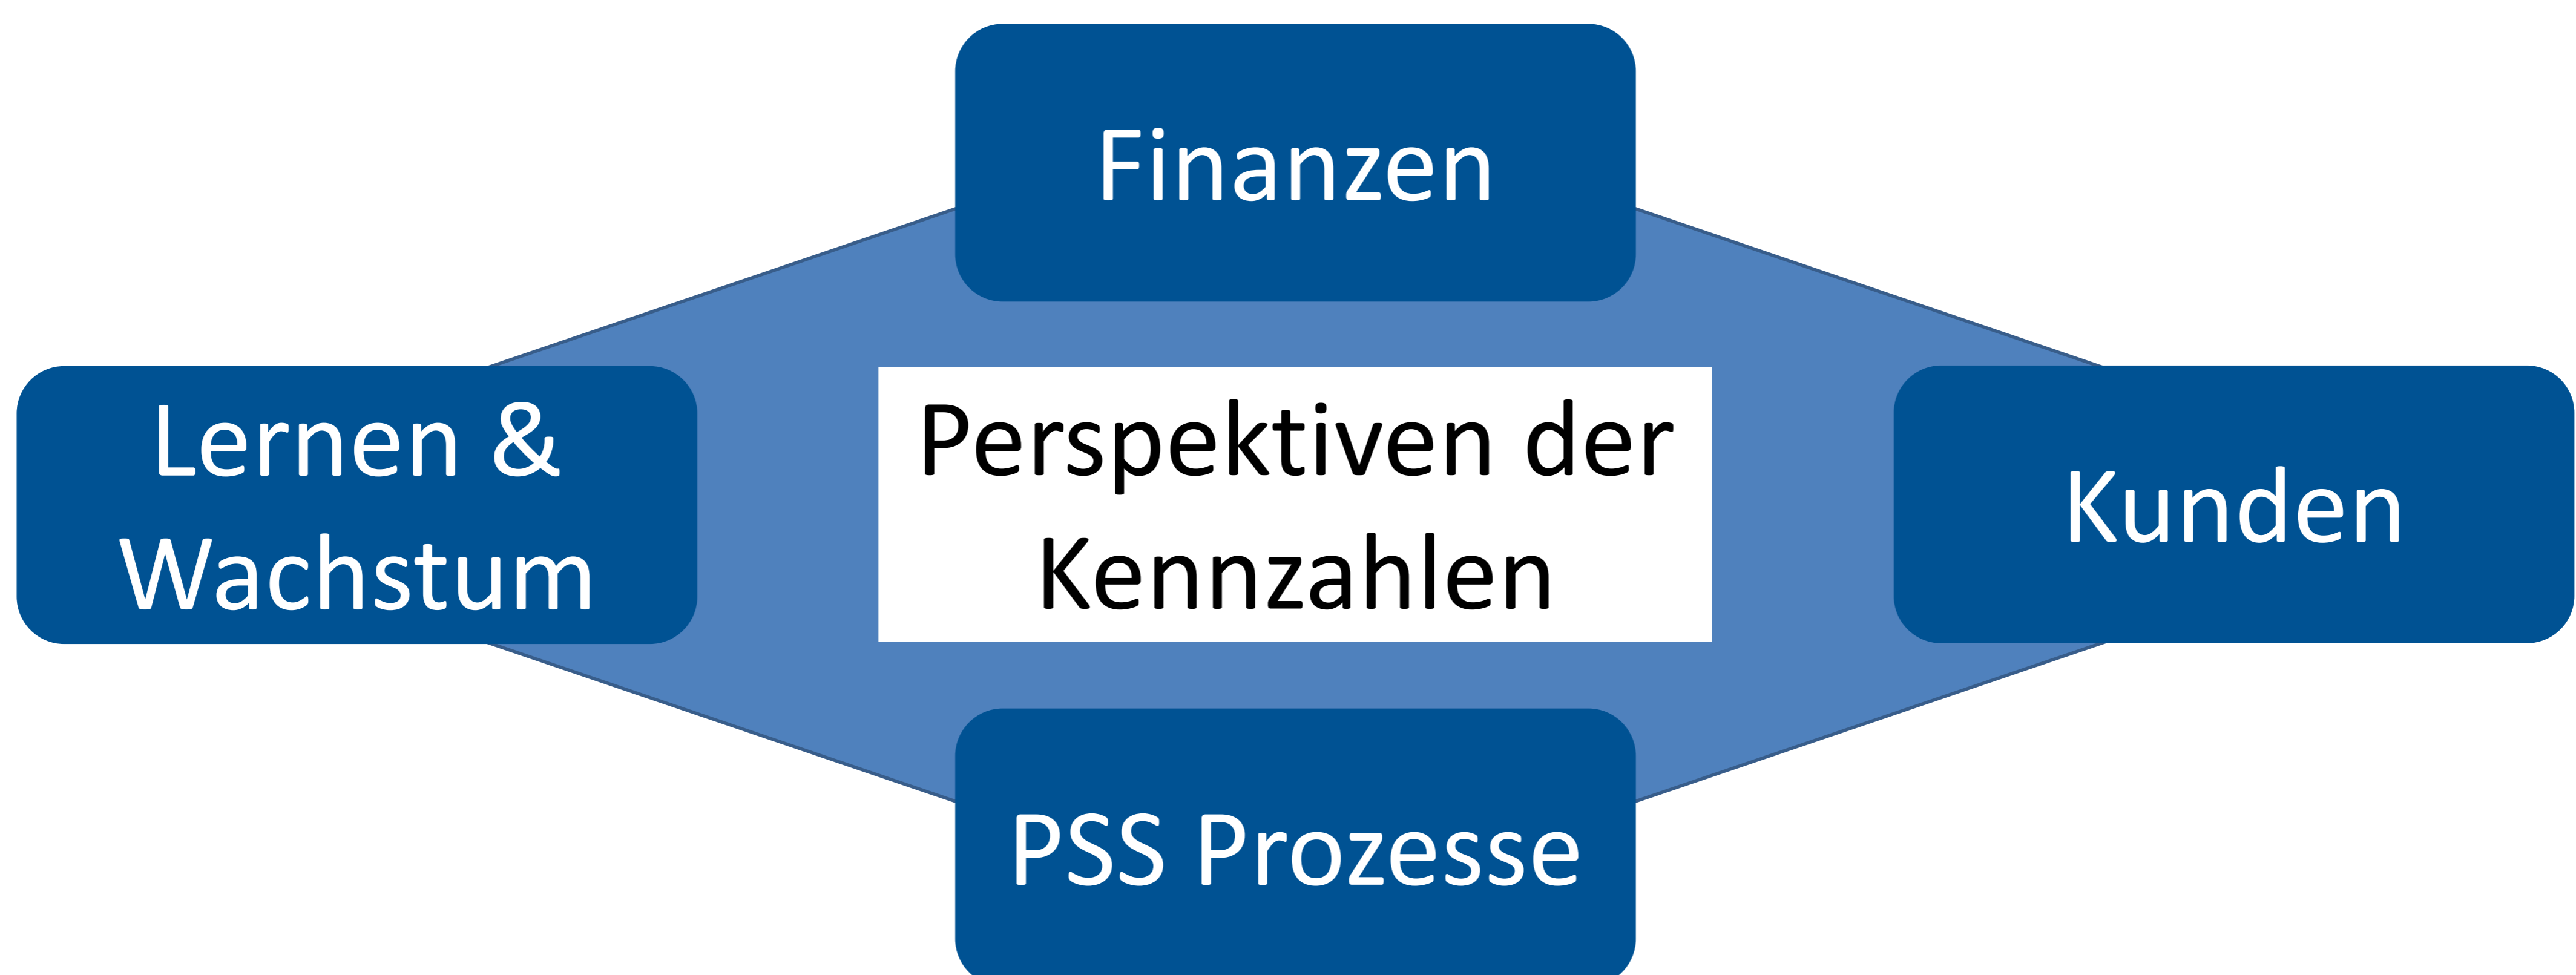 Finanzen
Lernen &
Wachstum
Perspektiven der
Kennzahlen
Kunden
PSS Prozesse